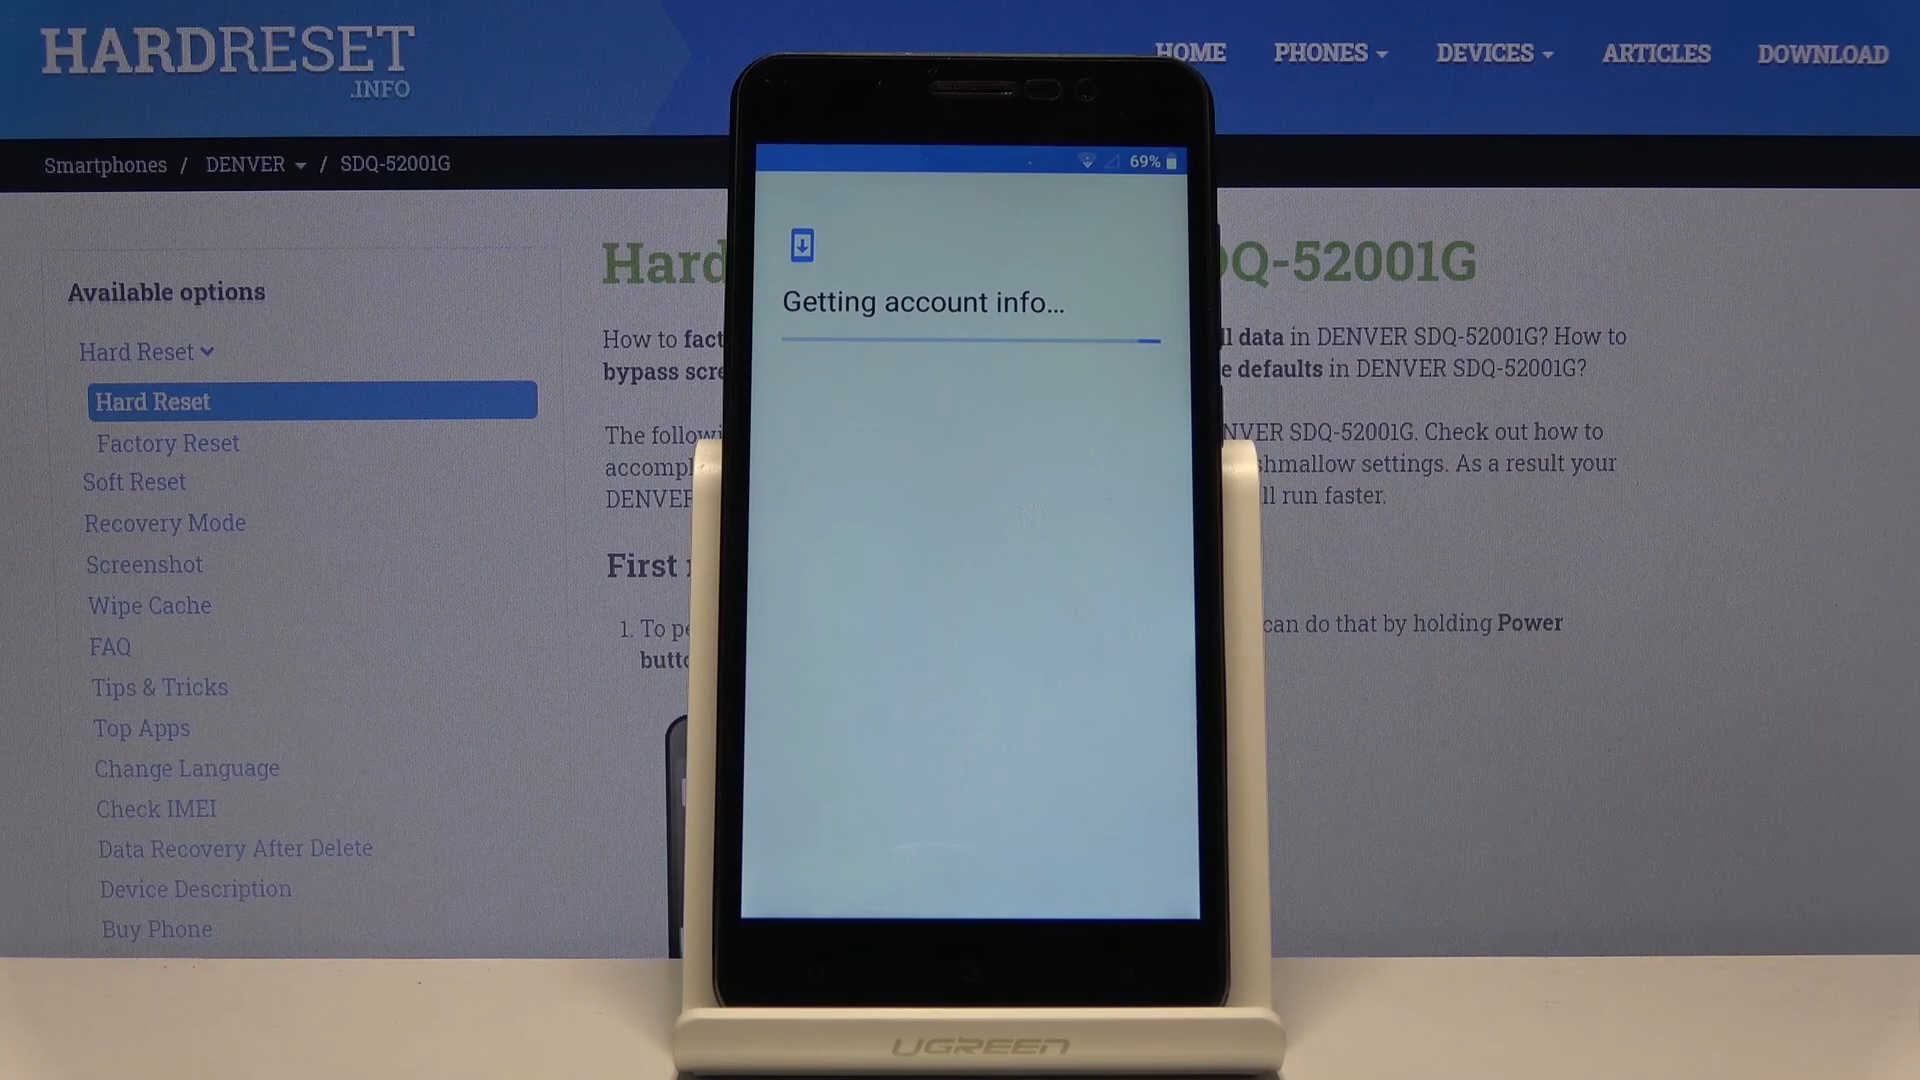 HARDRESET
.INFO
HOME PHONES DEVICES ARTICLES DOWNLOAD
Smartphones / DENVER / SDQ-52001G
69%
Getting account info...
Available options
Hard Reset
Hard Reset
Factory Reset
Soft Reset
Recovery Mode
Screenshot
Wipe Cache
FAQ
Tips & Tricks
Top Apps
Change Language
Check IMEI
Data Recovery After Delete
Device Description
Buy Phone
Hard DQ-52001G
How to fact ll data in DENVER SDQ-52001G? How to
bypass scre e defaults in DENVER SDQ-52001G?
The followi NVER SDQ-52001G. Check out how to
accompl shmallow settings. As a result your
DENVER ll run faster.
First
1. To pe can do that by holding Power
butto
UGREEN